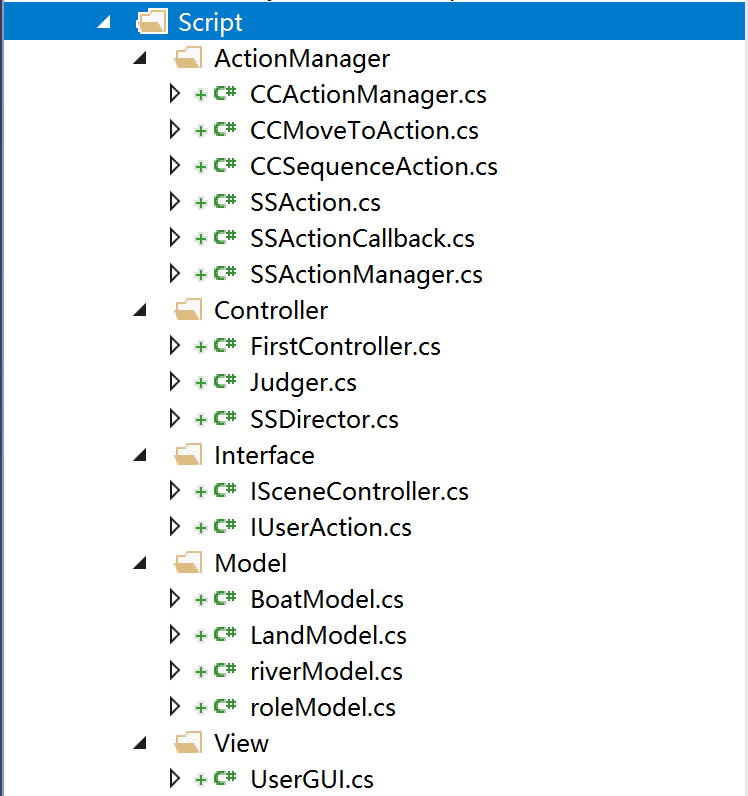 Script
ActionManager
C# CCActionManager.cs
C# CCMoveToAction.cs
C# CCSequenceAction.cs
C# SSAction.cs
C# SSActionCallback.cs
C# SSActionManager.cs
Controller
C# FirstController.cs
C# Judger.cs
C# SSDirector.cs
Interface
C# ISceneController.cs
C# IUserAction.cs
Model
C# BoatModel.cs
C# LandModel.cs
C# riverModel.cs
C# roleModel.cs
View
C# UserGUI.cs